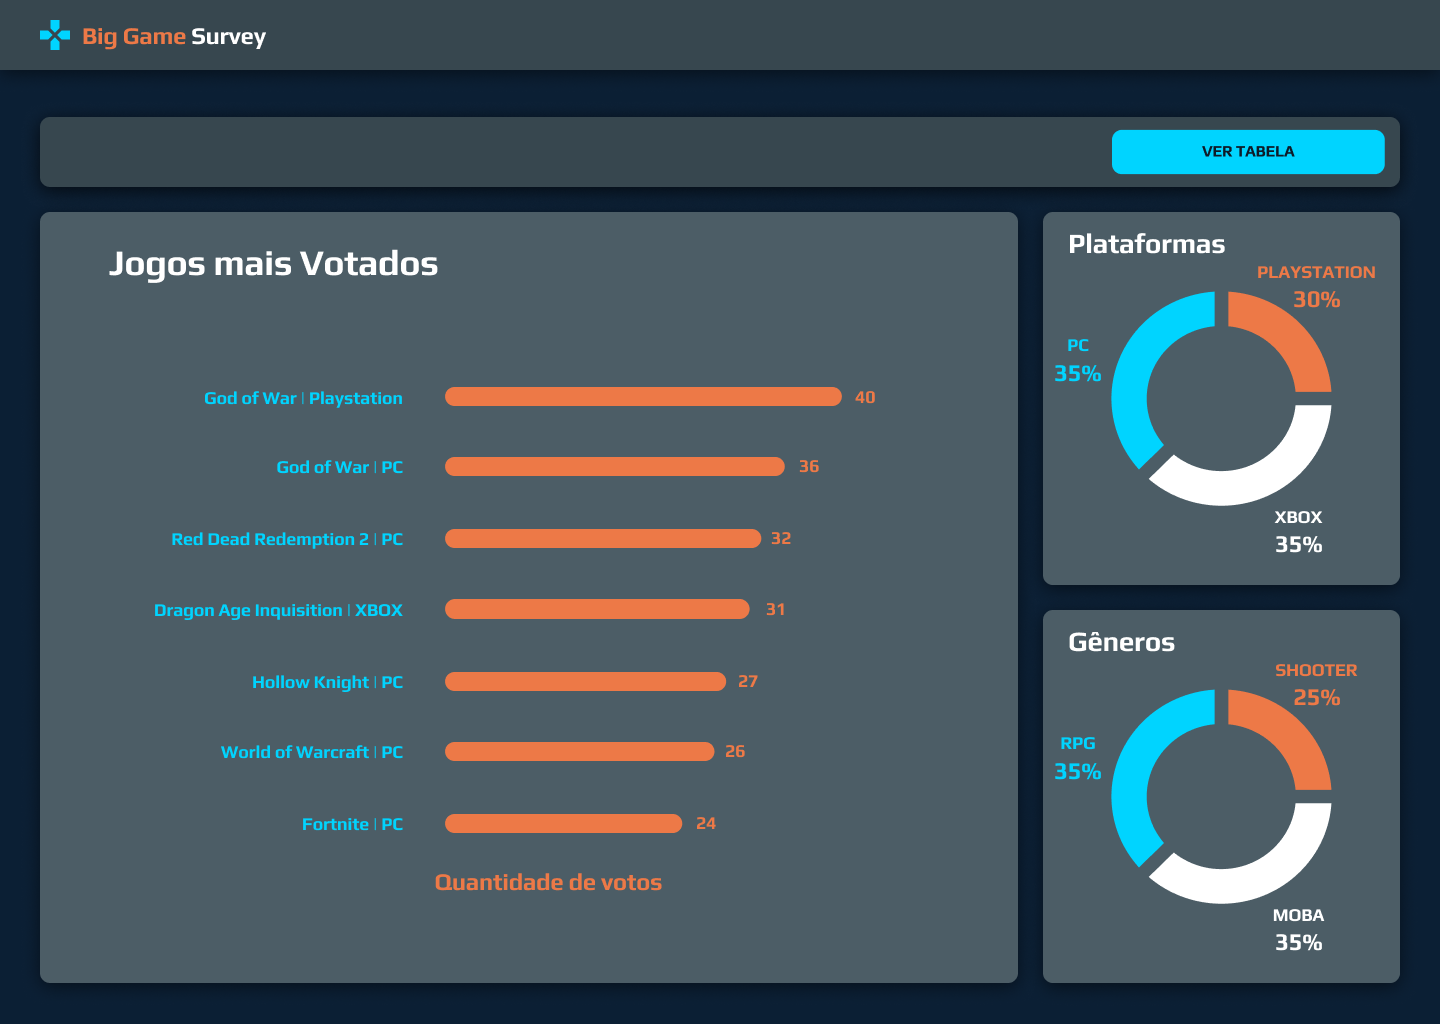 Big Game Survey
VER TABELA
Jogos mais Votados
God of War | Playstation 40
God of War | PC 36
Red Dead Redemption 2 | PC 32
Dragon Age Inquisition | XBOX 31
Hollow Knight | PC 27
World of Warcraft | PC 26
Fortnite | PC 24
Quantidade de votos
Plataformas
PLAYSTATION
30%
PC
35%
XBOX
35%
Gêneros
SHOOTER
25%
RPG
35%
MOBA
35%